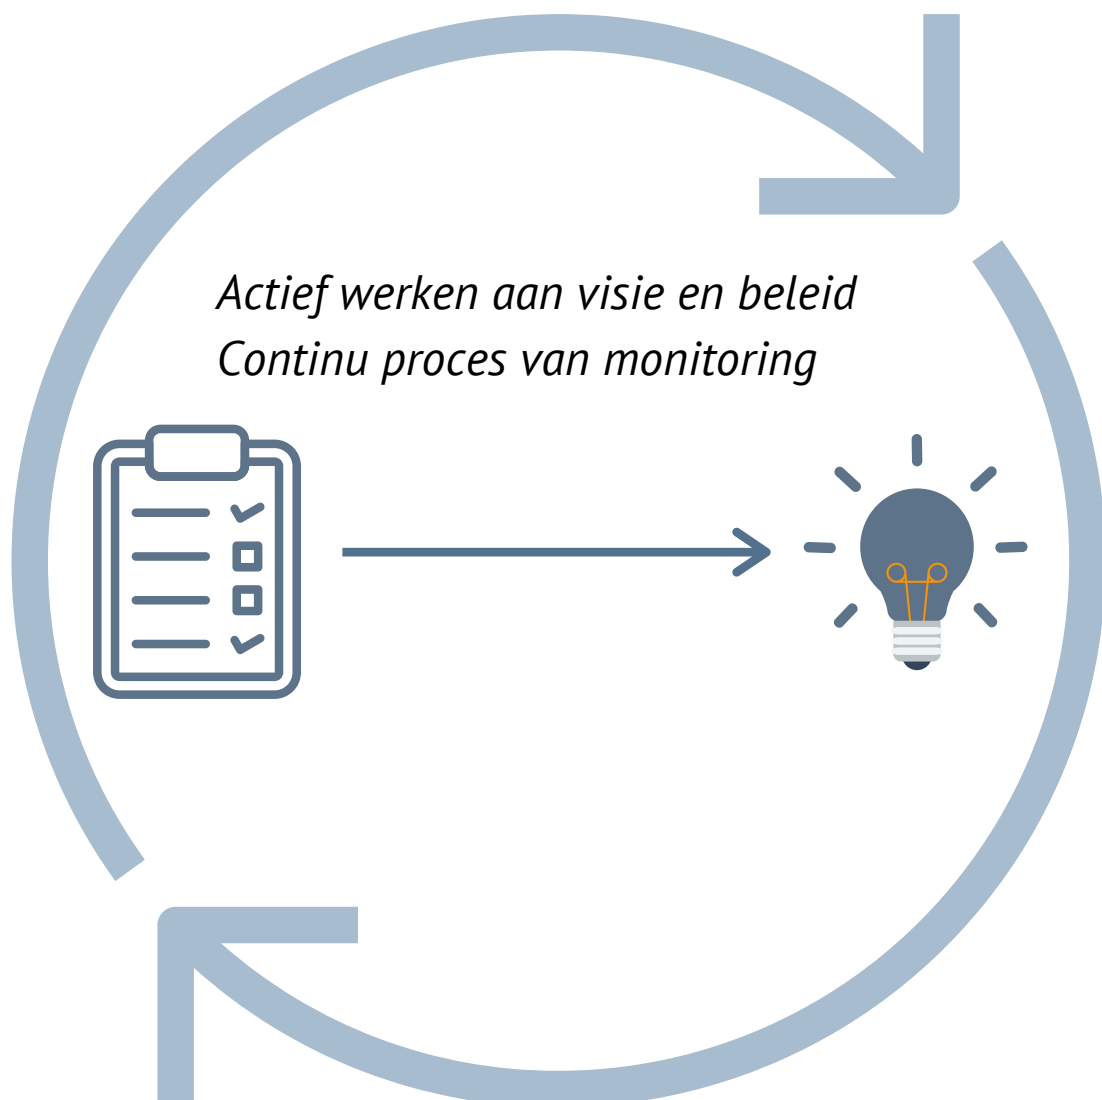 Actief werken aan visie en beleid
Continu proces van monitoring